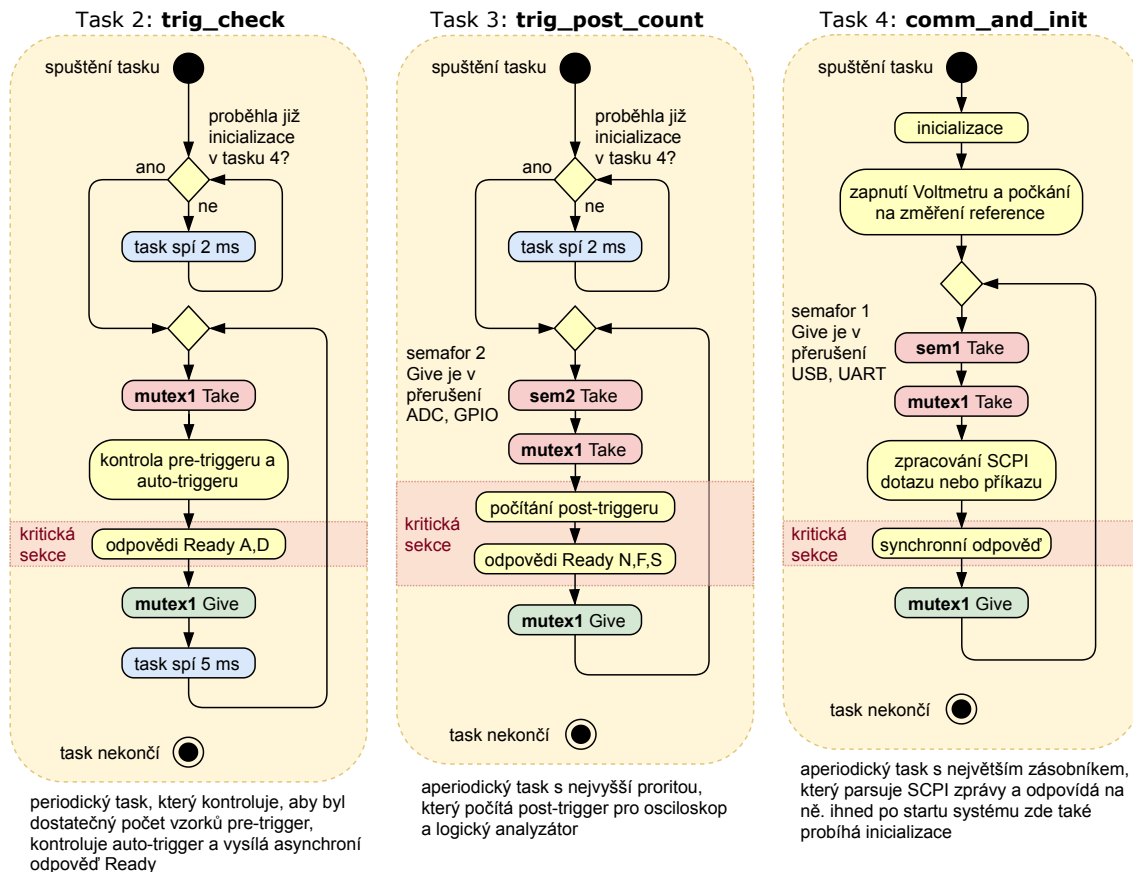 Task 2: trig_check
spuštění tasku
proběhla již
inicializace
v tasku 4?
ano
ne
task spí 2 ms
mutex1 Take
kontrola pre-triggeru a
auto-triggeru
kritická
sekce
odpovědi Ready A,D
mutex1 Give
task spí 5 ms
task nekončí
periodický task, který kontroluje, aby byl
dostatečný počet vzorků pre-trigger,
kontroluje auto-trigger a vysílá asynchroní
odpověď Ready
Task 3: trig_post_count
spuštění tasku
proběhla již
inicializace
v tasku 4?
ano
ne
task spí 2 ms
semafor 2
Give je v
přerušení
ADC, GPIO
sem2 Take
mutex1 Take
kritická
sekce
počítání post-triggeru
odpovědi Ready N,F,S
mutex1 Give
task nekončí
aperiodický task s nejvyšší proritou,
který počítá post-trigger pro osciloskop
a logický analyzátor
Task 4: comm_and_init
spuštění tasku
inicializace
zapnutí Voltmetru a počkání
na změření reference
semafor 1
Give je v
přerušení
USB, UART
sem1 Take
mutex1 Take
zpracování SCPI
dotazu nebo příkazu
kritická
sekce
synchronní odpověď
mutex1 Give
task nekončí
aperiodický task s největším zásobníkem,
který parsuje SCPI zprávy a odpovídá na
ně. ihned po startu systému zde také
probíhá inicializace